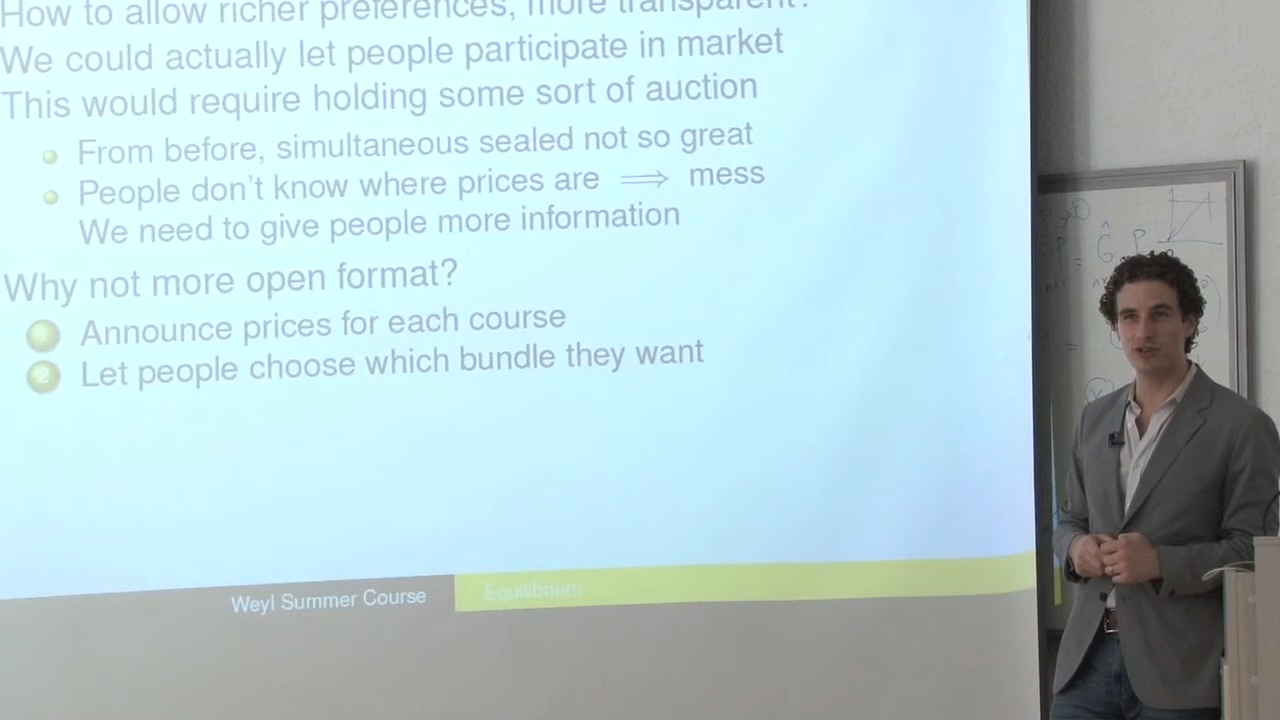 How to allow richer preferences, more transparent?
We could actually let people participate in market
This would require holding some sort of auction
From before, simultaneous sealed not so great
People don't know where prices are ⟹ mess
We need to give people more information
Why not more open format?
1 Announce prices for each course
2 Let people choose which bundle they want
Weyl Summer Course
Equilibrium